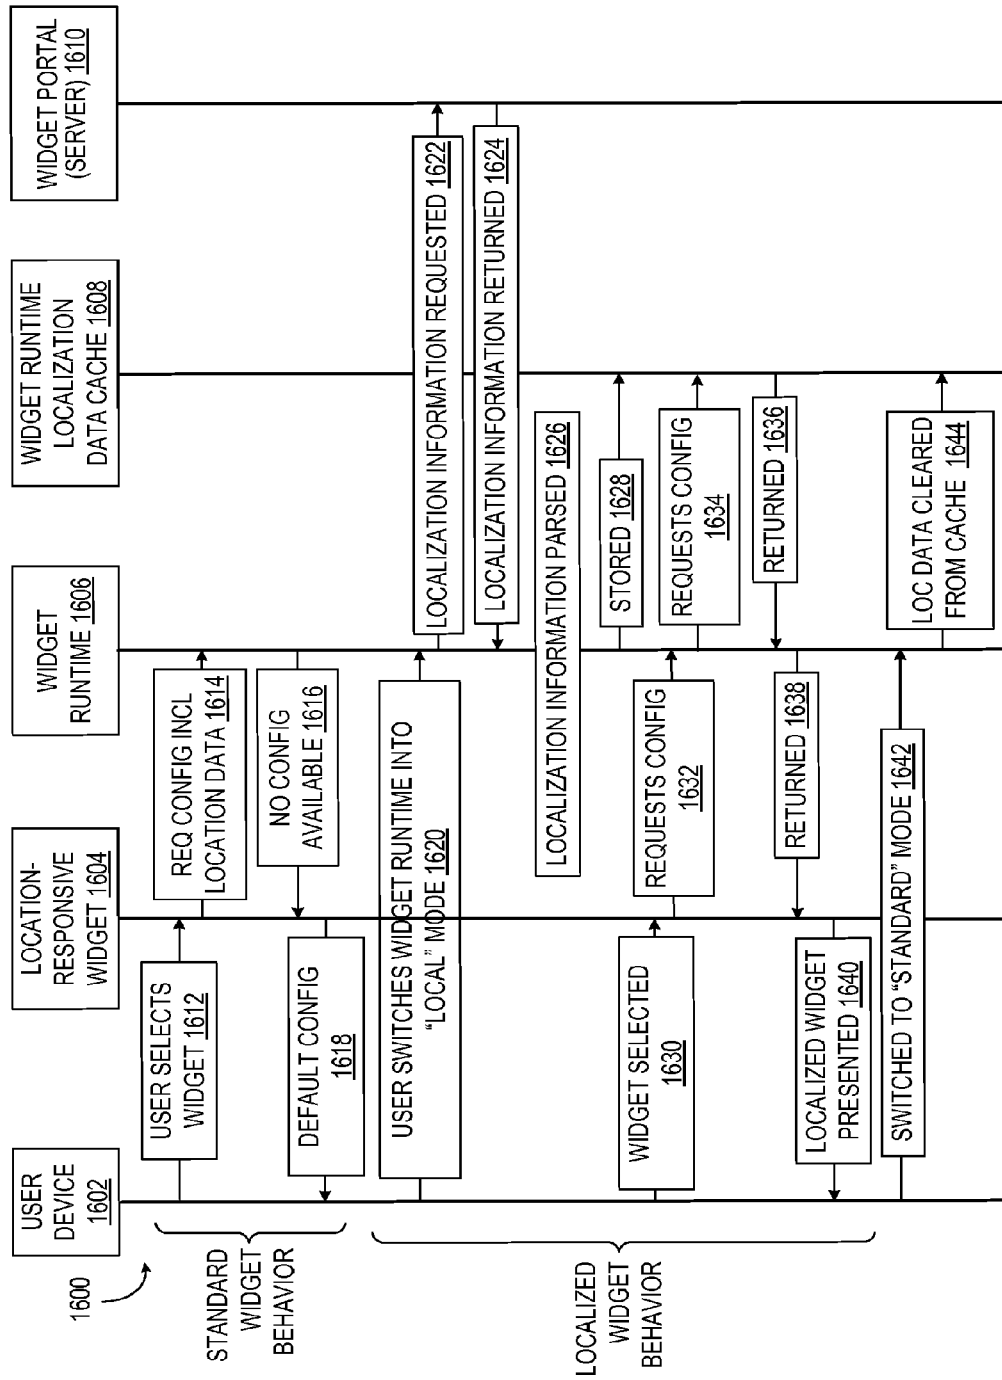 1600
USER
DEVICE
1602
LOCATION-
RESPONSIVE
WIDGET 1604
WIDGET
RUNTIME 1606
WIDGET RUNTIME
LOCALIZATION
DATA CACHE 1608
WIDGET PORTAL
(SERVER) 1610
STANDARD
WIDGET
BEHAVIOR
USER SELECTS
WIDGET 1612
REQ CONFIG INCL
LOCATION DATA 1614
NO CONFIG
AVAILABLE 1616
DEFAULT CONFIG
1618
LOCALIZED
WIDGET
BEHAVIOR
USER SWITCHES WIDGET RUNTIME INTO
“LOCAL” MODE 1620
LOCALIZATION INFORMATION REQUESTED 1622
LOCALIZATION INFORMATION RETURNED 1624
LOCALIZATION INFORMATION PARSED 1626
STORED 1628
WIDGET SELECTED
1630
REQUESTS CONFIG
1632
REQUESTS CONFIG
1634
RETURNED 1636
RETURNED 1638
LOCALIZED WIDGET
PRESENTED 1640
SWITCHED TO “STANDARD” MODE 1642
LOC DATA CLEARED
FROM CACHE 1644